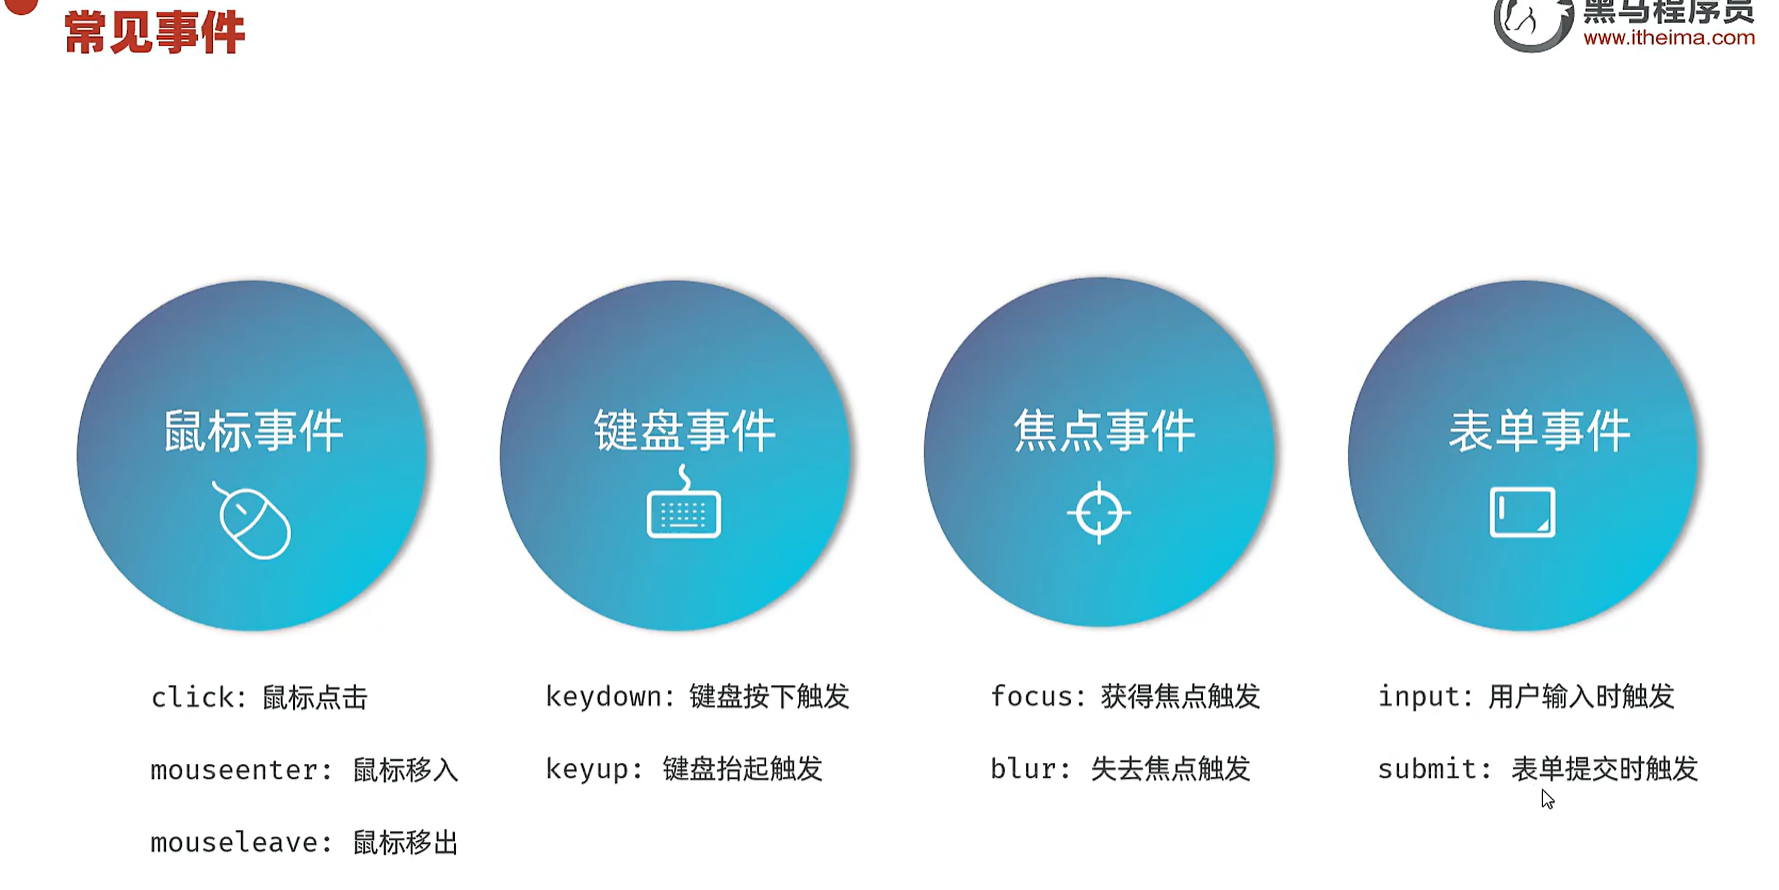 常见事件
黑马程序员
www.itheima.com
鼠标事件
click: 鼠标点击
mouseenter: 鼠标移入
mouseleave: 鼠标移出
键盘事件
keydown: 键盘按下触发
keyup: 键盘抬起触发
焦点事件
focus: 获得焦点触发
blur: 失去焦点触发
表单事件
input: 用户输入时触发
submit: 表单提交时触发